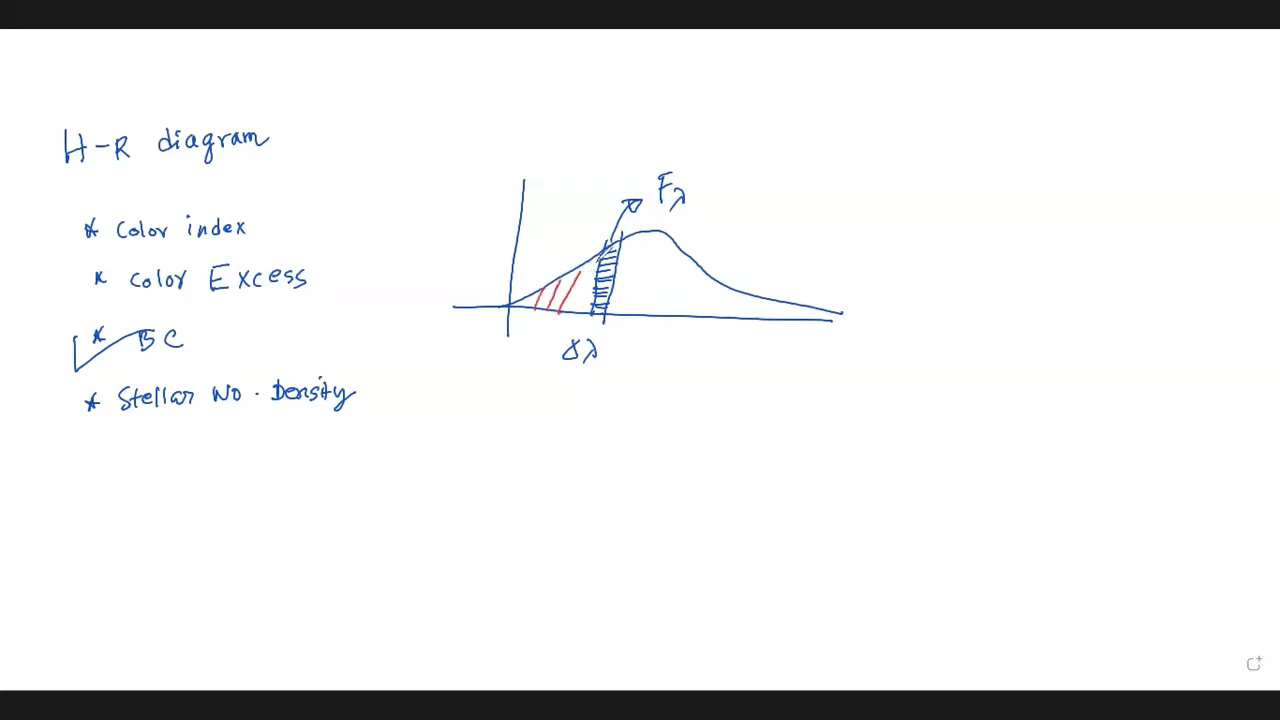 H-R diagram
* Color index
* Color Excess
* BC
* Stellar No. Density
Fλ
Δλ